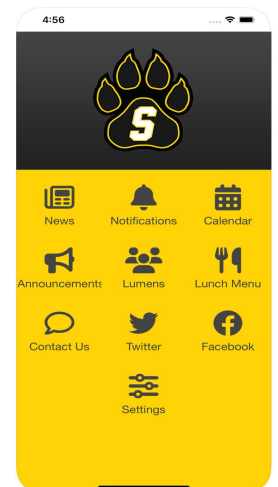 4:56
S
News Notifications Calendar
Announcements Lumens Lunch Menu
Contact Us Twitter Facebook
Settings